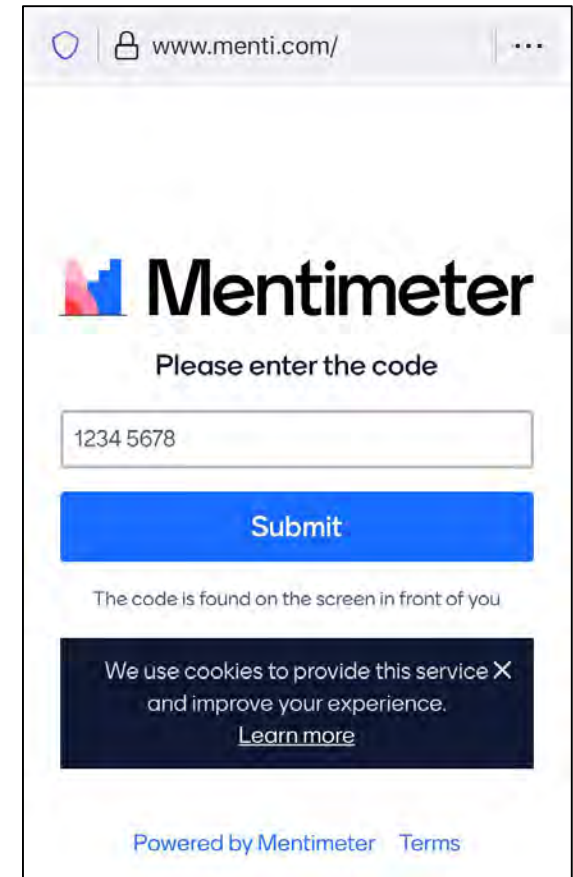 www.menti.com/
Mentimeter
Please enter the code
1234 5678
Submit
The code is found on the screen in front of you
We use cookies to provide this service X
and improve your experience.
Learn more
Powered by Mentimeter Terms